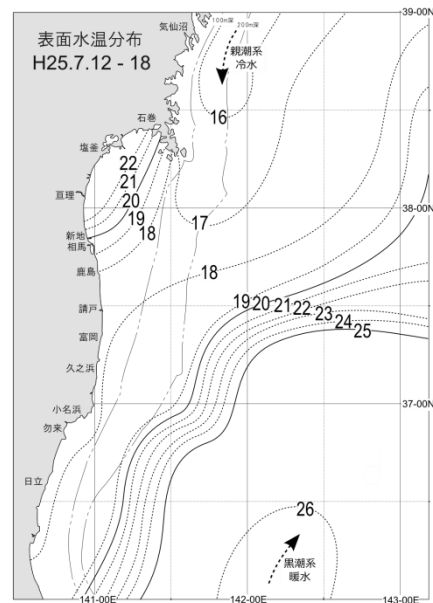 表面水温分布
H25.7.12 - 18
気仙沼
100m深
200m深
39-00N
親潮系
冷水
16
石巻
塩釜
22
21
亘理
20
19
18
17
38-00N
新地
相馬
鹿島
18
請戸
19 20 21 22 23 24 25
富岡
久之浜
37-00N
小名浜
勿来
日立
26
黒潮系
暖水
141-00E
142-00E
143-00E